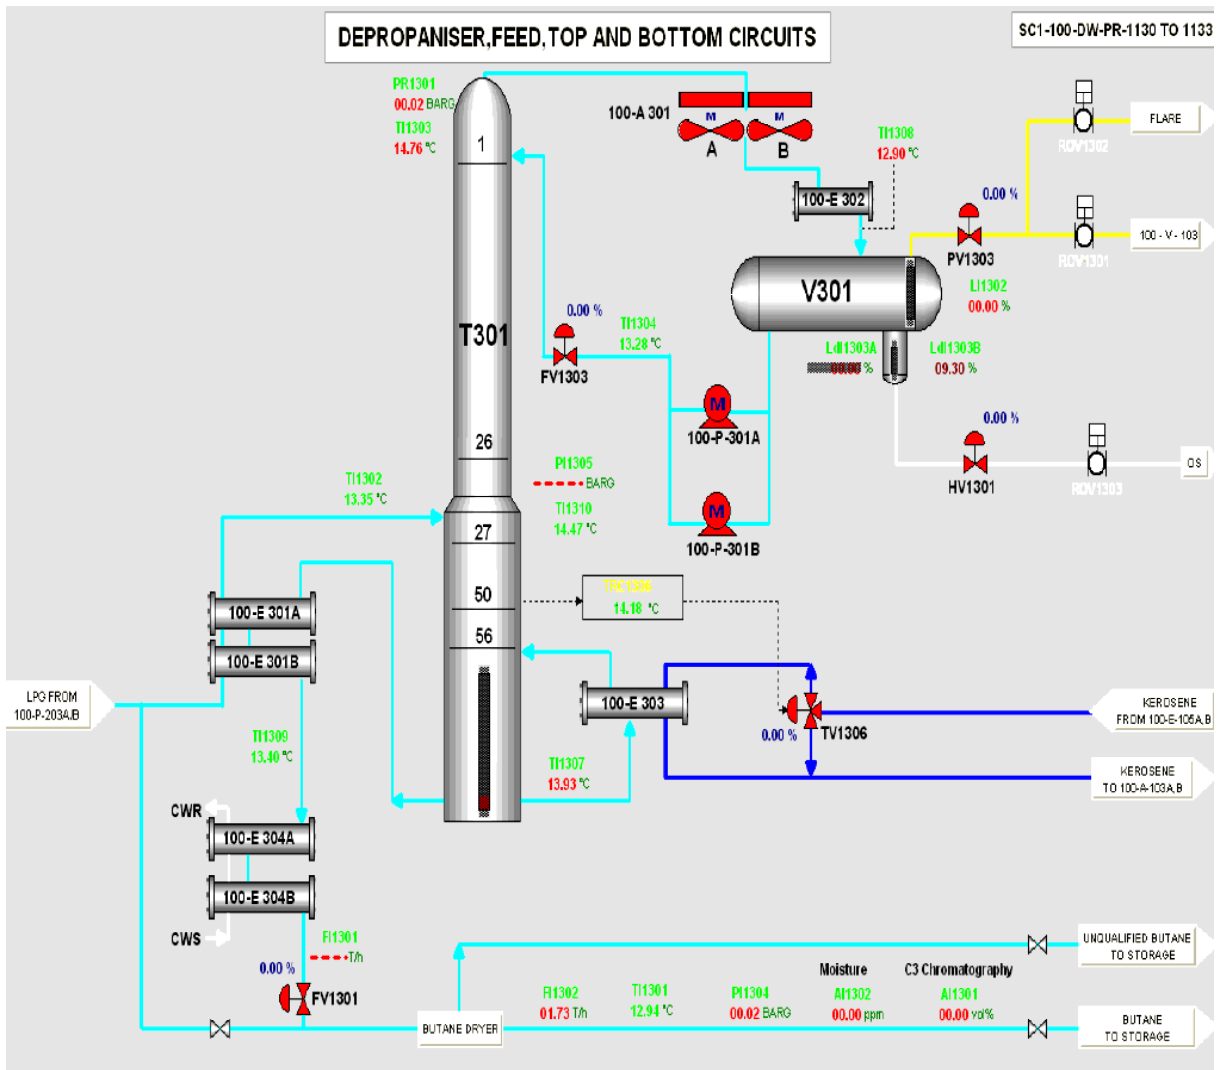 DEPROPANISER,FEED,TOP AND BOTTOM CIRCUITS
SC1-100-DW-PR-1130 TO 1133
PR1301
00.02 BARG
TI1303
14.76 °C
1
100-A 301
M
M
A
B
TI1308
12.90 °C
100-E 302
ROV1302
FLARE
0.00 %
PV1303
ROV1301
100 - V - 103
V301
LI1302
00.00 %
T301
0.00 %
FV1303
TI1304
13.28 °C
LdI1303A
%
LdI1303B
09.30 %
M
100-P-301A
0.00 %
HV1301
ROV1303
OS
26
TI1302
13.35 °C
PI1305
BARG
TI1310
14.47 °C
M
100-P-301B
27
50
14.18 °C
56
100-E 301A
100-E 301B
LPG FROM
100-P-203A/B
100-E 303
0.00 %
TV1306
KEROSENE
FROM 100-E-105A,B
TI1309
13.40 °C
TI1307
13.93 °C
KEROSENE
TO 100-A-103A,B
CWR
100-E 304A
100-E 304B
CWS
FI1301
T/h
0.00 %
FV1301
UNQUALIFIED BUTANE
TO STORAGE
Moisture
C3 Chromatography
FI1302
01.73 T/h
TI1301
12.94 °C
PI1304
00.02 BARG
AI1302
00.00 ppm
AI1301
00.00 vol%
BUTANE DRYER
BUTANE
TO STORAGE